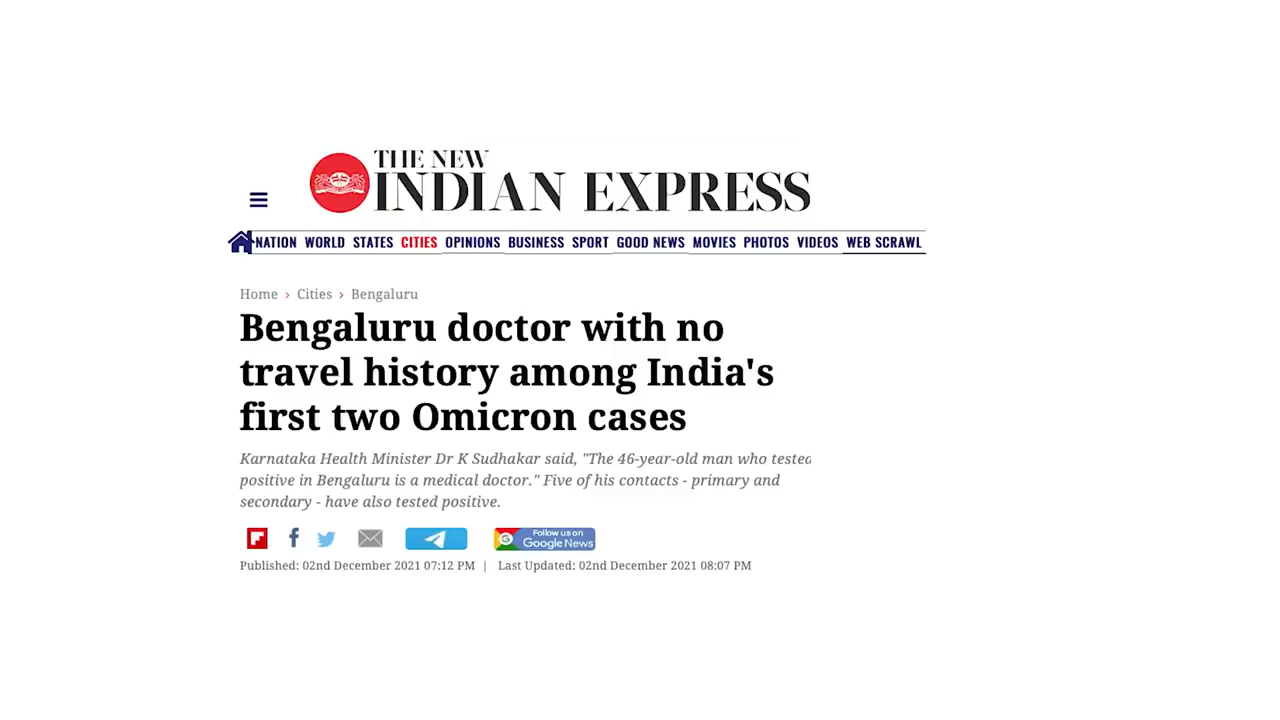 THE NEW
INDIAN EXPRESS
NATION WORLD STATES CITIES OPINIONS BUSINESS SPORT GOOD NEWS MOVIES PHOTOS VIDEOS WEB SCRAWL
Home › Cities › Bengaluru
Bengaluru doctor with no
travel history among India's
first two Omicron cases
Karnataka Health Minister Dr K Sudhakar said, "The 46-year-old man who tested
positive in Bengaluru is a medical doctor." Five of his contacts - primary and
secondary - have also tested positive.
Follow us on
Google News
Published: 02nd December 2021 07:12 PM | Last Updated: 02nd December 2021 08:07 PM